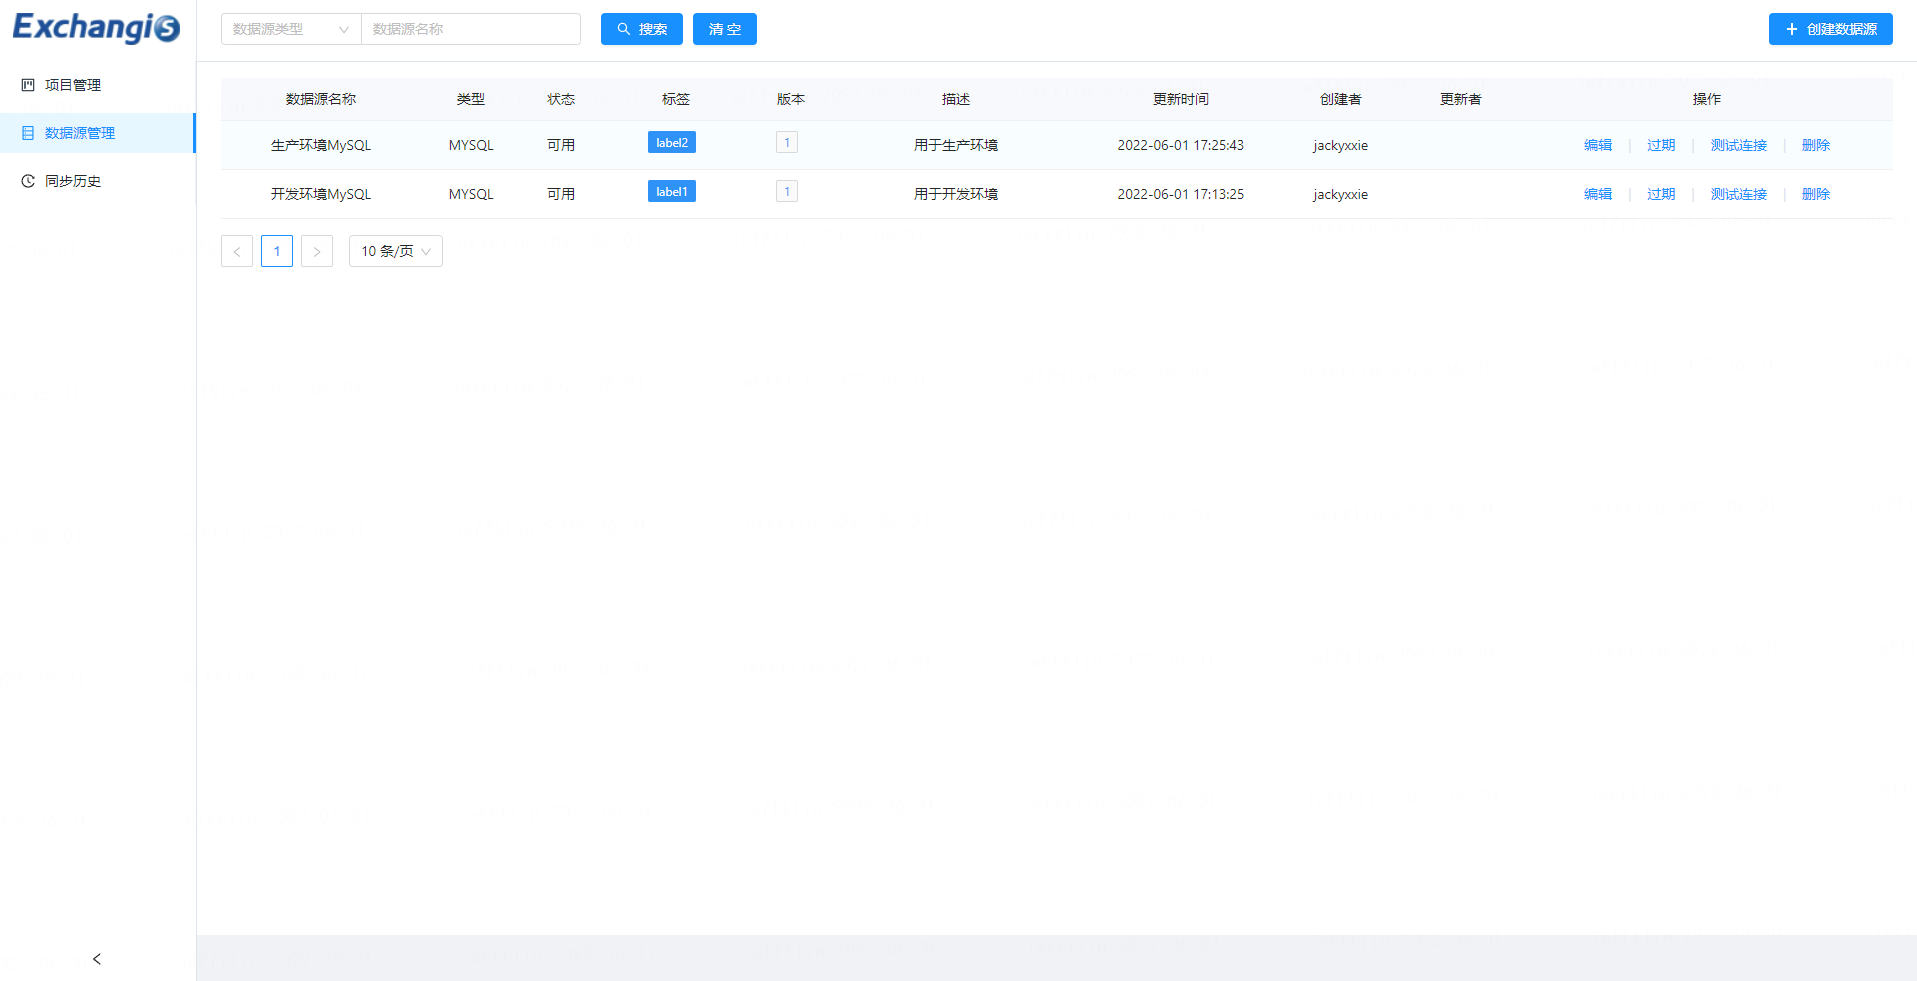 Exchangis
数据源类型 数据源名称 搜索 清 空 创建数据源
项目管理
数据源管理
同步历史
数据源名称 类型 状态 标签 版本 描述 更新时间 创建者 更新者 操作
生产环境MySQL MYSQL 可用 label2 1 用于生产环境 2022-06-01 17:25:43 jackyxxie 编辑 过期 测试连接 删除
开发环境MySQL MYSQL 可用 label1 1 用于开发环境 2022-06-01 17:13:25 jackyxxie 编辑 过期 测试连接 删除
1 10 条/页